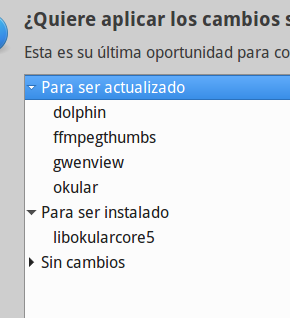 ¿Quiere aplicar los cambios s
Esta es su última oportunidad para co
Para ser actualizado
dolphin
ffmpegthumbs
gwenview
okular
Para ser instalado
libokularcore5
Sin cambios